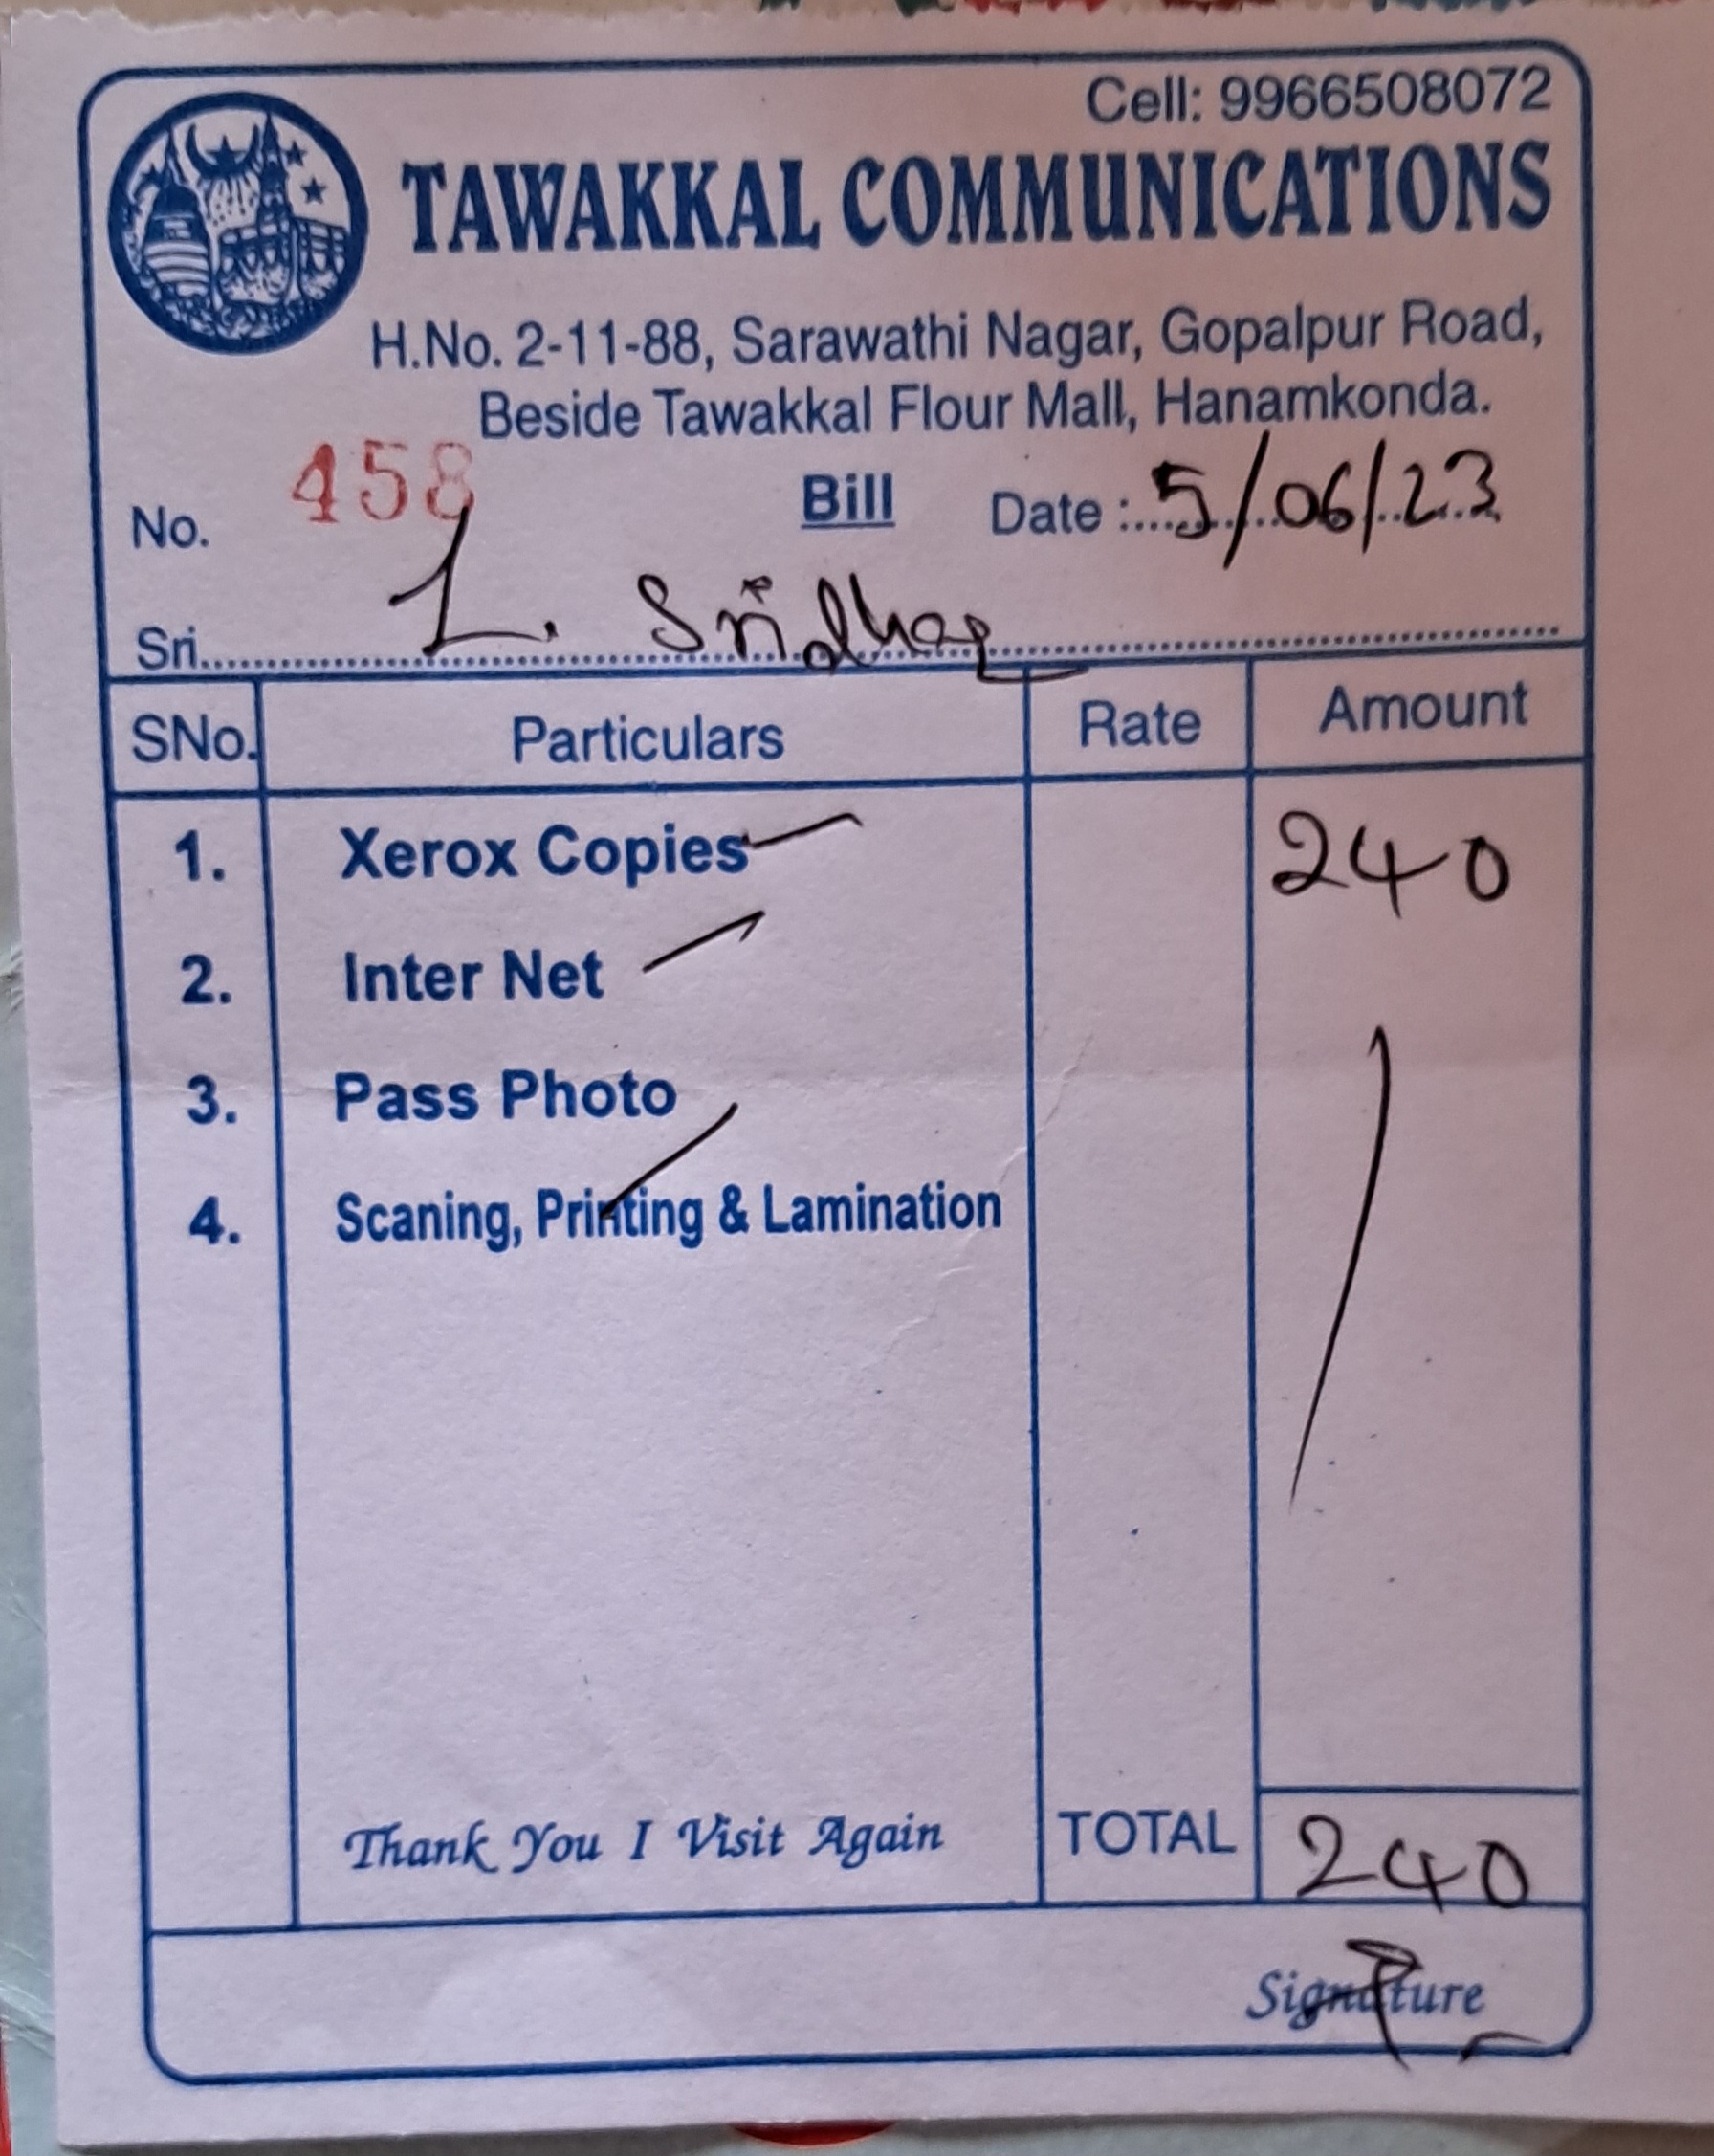 Cell: 9966508072
TAWAKKAL COMMUNICATIONS
H.No. 2-11-88, Sarawathi Nagar, Gopalpur Road,
Beside Tawakkal Flour Mall, Hanamkonda.
No. 458 Bill Date : 5/06/23
Sri. L. Sridhar
SNo. Particulars Rate Amount
1. Xerox Copies 240
2. Inter Net
3. Pass Photo
4. Scaning, Printing & Lamination
Thank You I Visit Again TOTAL 240
Signature